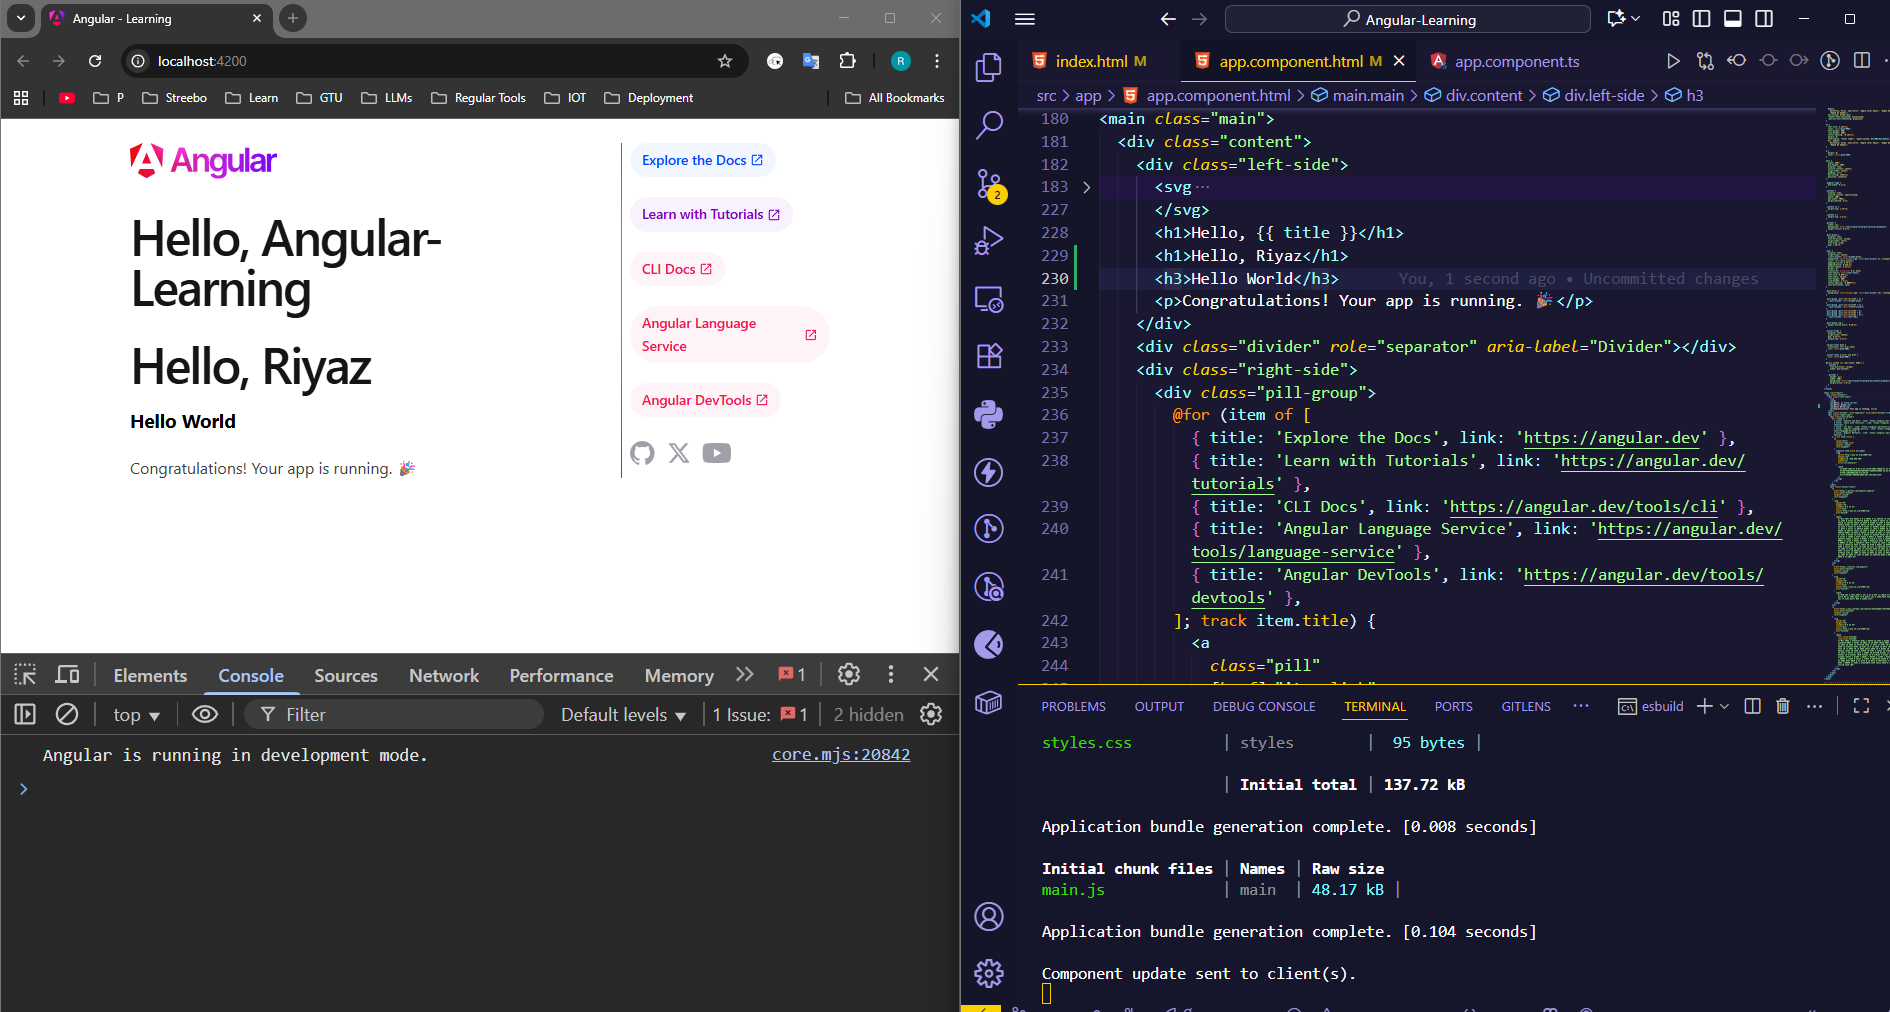 Angular - Learning
localhost:4200
R
P
Streebo
Learn
GTU
LLMs
Regular Tools
IOT
Deployment
All Bookmarks
Angular
Hello, Angular-
Learning
Hello, Riyaz
Hello World
Congratulations! Your app is running. 🎉
Explore the Docs
Learn with Tutorials
CLI Docs
Angular Language
Service
Angular DevTools
Elements Console Sources Network Performance Memory 1
top Filter Default levels 1 Issue: 1 2 hidden
Angular is running in development mode. core.mjs:20842
Angular-Learning
index.html M app.component.html M app.component.ts
src > app > app.component.html > main.main > div.content > div.left-side > h3
2
180 <main class="main">
181 <div class="content">
182 <div class="left-side">
183 <svg ···
227 </svg>
228 <h1>Hello, {{ title }}</h1>
229 <h1>Hello, Riyaz</h1>
230 <h3>Hello World</h3> You, 1 second ago • Uncommitted changes
231 <p>Congratulations! Your app is running. 🎉</p>
232 </div>
233 <div class="divider" role="separator" aria-label="Divider"></div>
234 <div class="right-side">
235 <div class="pill-group">
236 @for (item of [
237 { title: 'Explore the Docs', link: 'https://angular.dev' },
238 { title: 'Learn with Tutorials', link: 'https://angular.dev/
tutorials' },
239 { title: 'CLI Docs', link: 'https://angular.dev/tools/cli' },
240 { title: 'Angular Language Service', link: 'https://angular.dev/
tools/language-service' },
241 { title: 'Angular DevTools', link: 'https://angular.dev/tools/
devtools' },
242 ]; track item.title) {
243 <a
244 class="pill"
PROBLEMS OUTPUT DEBUG CONSOLE TERMINAL PORTS GITLENS ··· esbuild
styles.css | styles | 95 bytes |
| Initial total | 137.72 kB
Application bundle generation complete. [0.008 seconds]
Initial chunk files | Names | Raw size
main.js | main | 48.17 kB |
Application bundle generation complete. [0.104 seconds]
Component update sent to client(s).